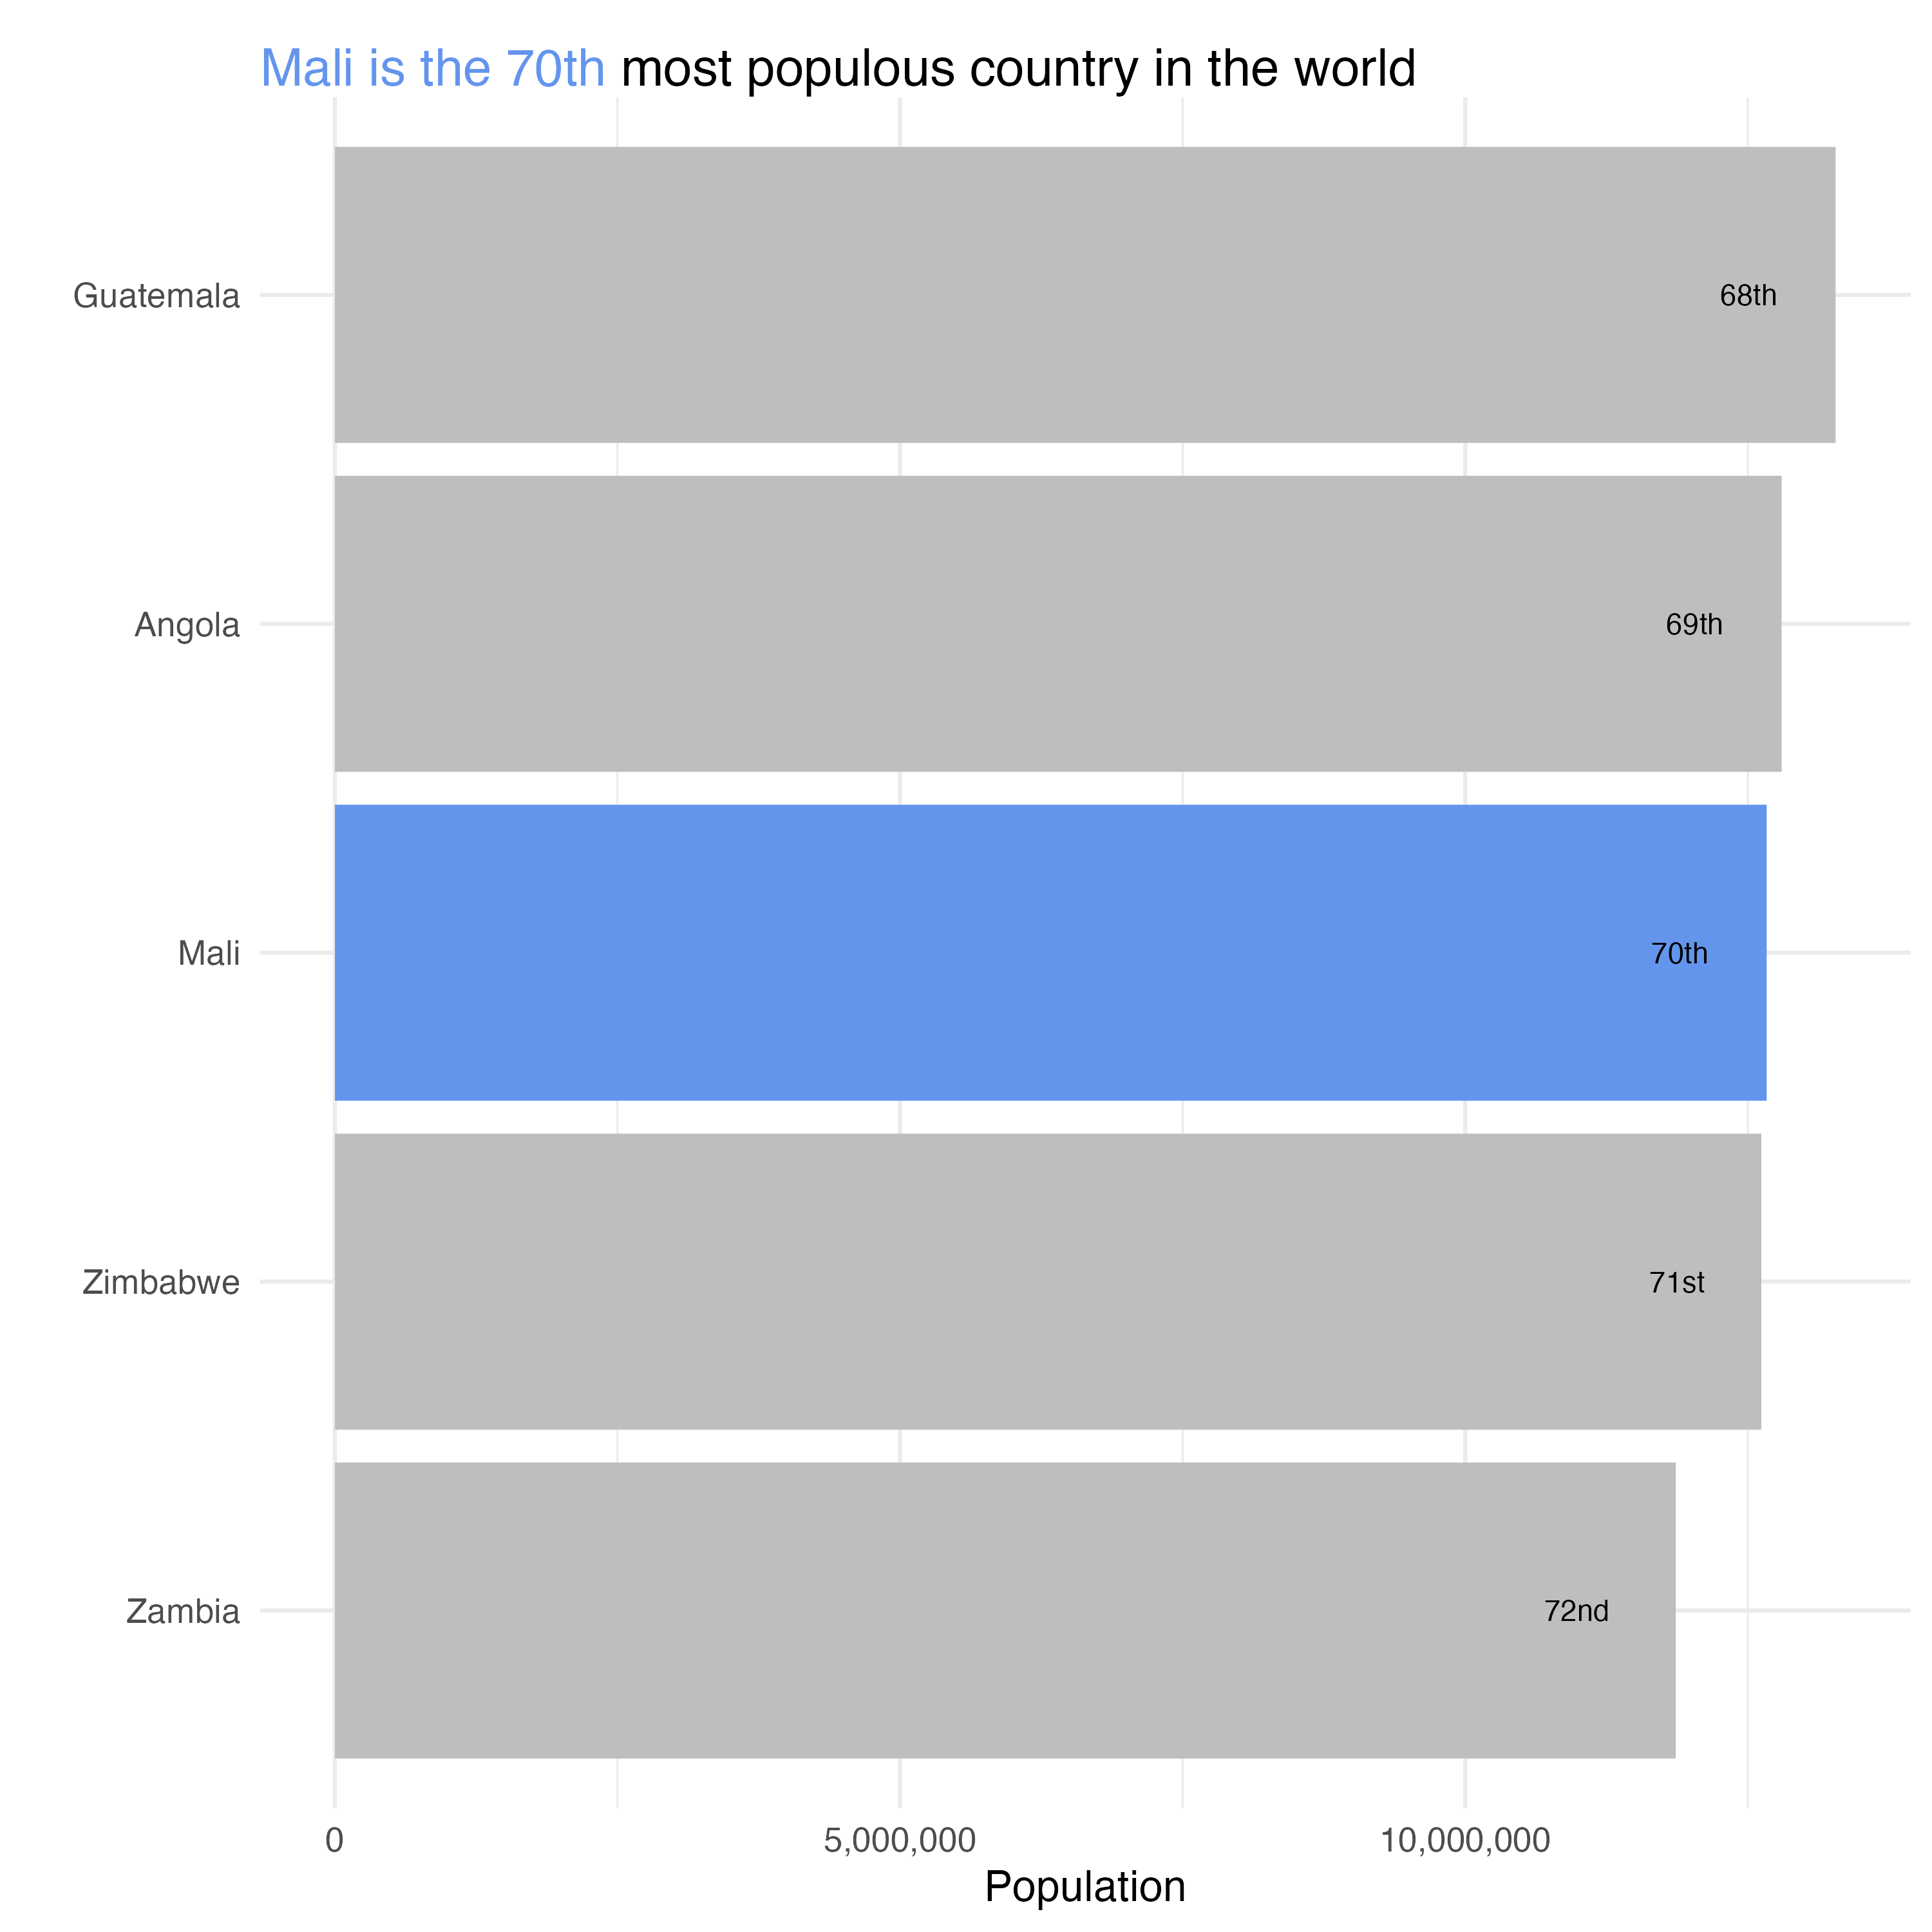 Mali is the 70th most populous country in the world
Guatemala
68th
Angola
69th
Mali
70th
Zimbabwe
71st
Zambia
72nd
0
5,000,000
10,000,000
Population